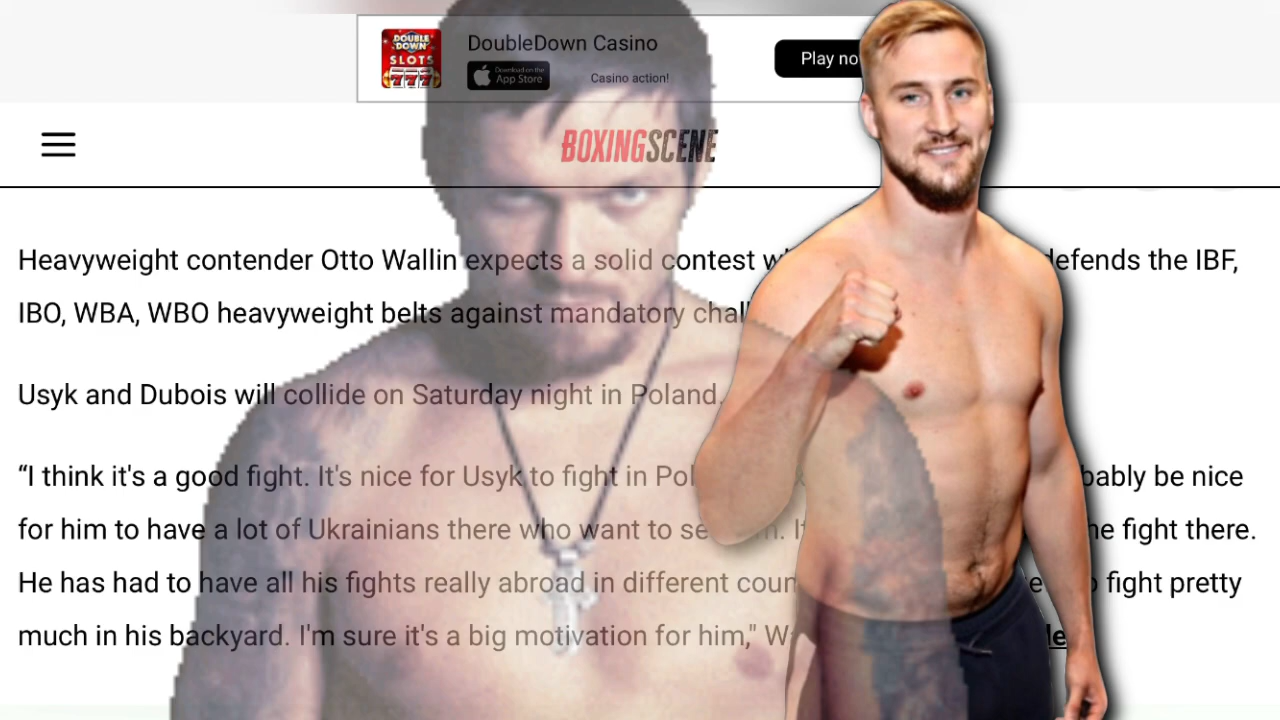 DOUBLE
DOWN
SLOTS
777
DoubleDown Casino
Download on the
App Store
Casino action!
Play no
BOXINGSCENE
Heavyweight contender Otto Wallin expects a solid contest w defends the IBF,
IBO, WBA, WBO heavyweight belts against mandatory chal
Usyk and Dubois will collide on Saturday night in Poland.
“I think it's a good fight. It's nice for Usyk to fight in Pol bably be nice
for him to have a lot of Ukrainians there who want to se m. It he fight there.
He has had to have all his fights really abroad in different coun fight pretty
much in his backyard. I'm sure it's a big motivation for him," W